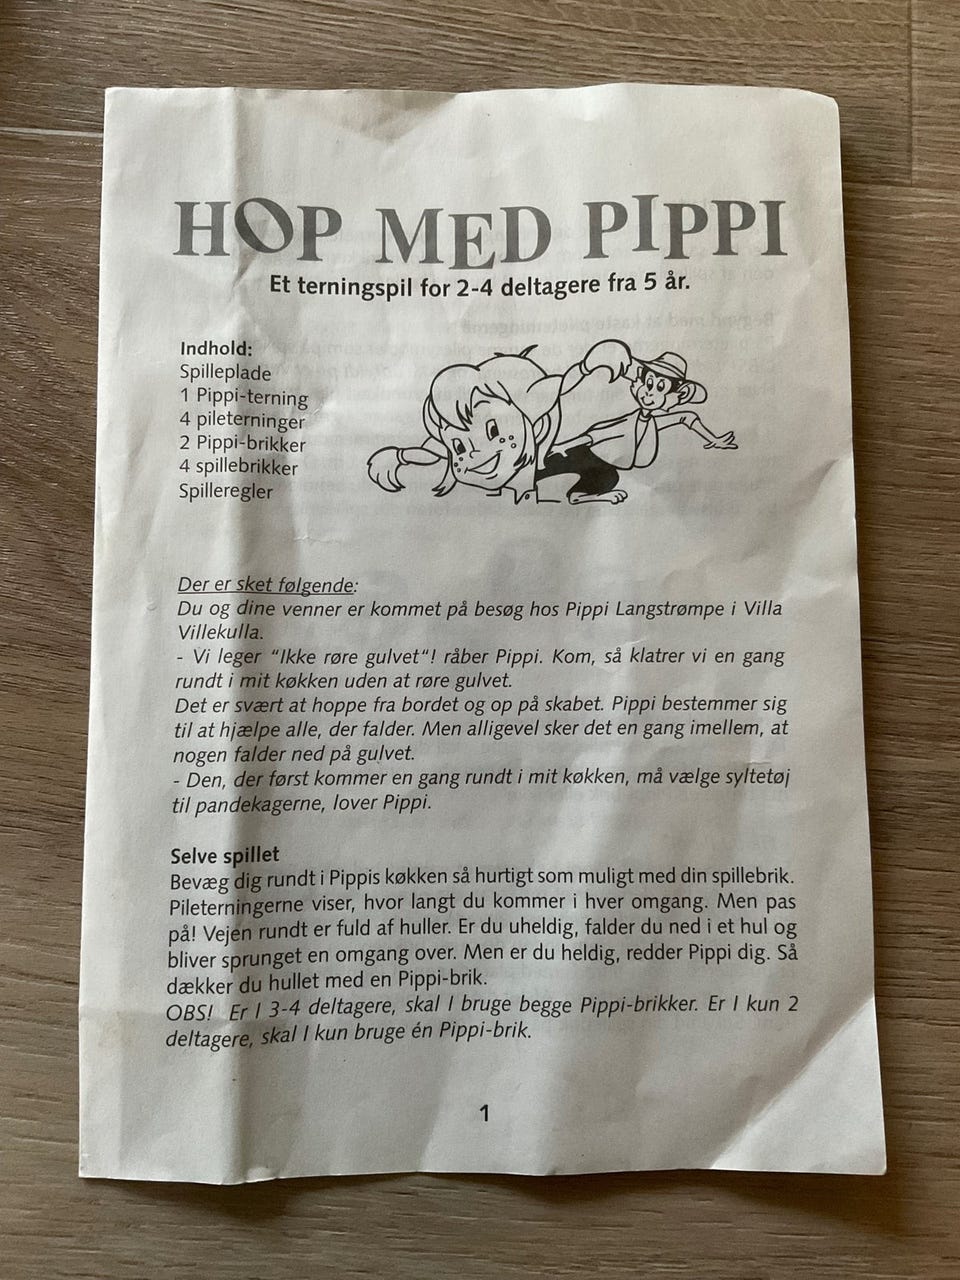 HOP MED PIPPI
Et terningspil for 2-4 deltagere fra 5 år.
Indhold:
Spilleplade
1 Pippi-terning
4 pileterninger
2 Pippi-brikker
4 spillebrikker
Spilleregler
Der er sket følgende:
Du og dine venner er kommet på besøg hos Pippi Langstrømpe i Villa
Villekulla.
- Vi leger “Ikke røre gulvet“! råber Pippi. Kom, så klatrer vi en gang
rundt i mit køkken uden at røre gulvet.
Det er svært at hoppe fra bordet og op på skabet. Pippi bestemmer sig
til at hjælpe alle, der falder. Men alligevel sker det en gang imellem, at
nogen falder ned på gulvet.
- Den, der først kommer en gang rundt i mit køkken, må vælge syltetøj
til pandekagerne, lover Pippi.
Selve spillet
Bevæg dig rundt i Pippis køkken så hurtigt som muligt med din spillebrik.
Pileterningerne viser, hvor langt du kommer i hver omgang. Men pas
på! Vejen rundt er fuld af huller. Er du uheldig, falder du ned i et hul og
bliver sprunget en omgang over. Men er du heldig, redder Pippi dig. Så
dækker du hullet med en Pippi-brik.
OBS! Er I 3-4 deltagere, skal I bruge begge Pippi-brikker. Er I kun 2
deltagere, skal I kun bruge én Pippi-brik.
1